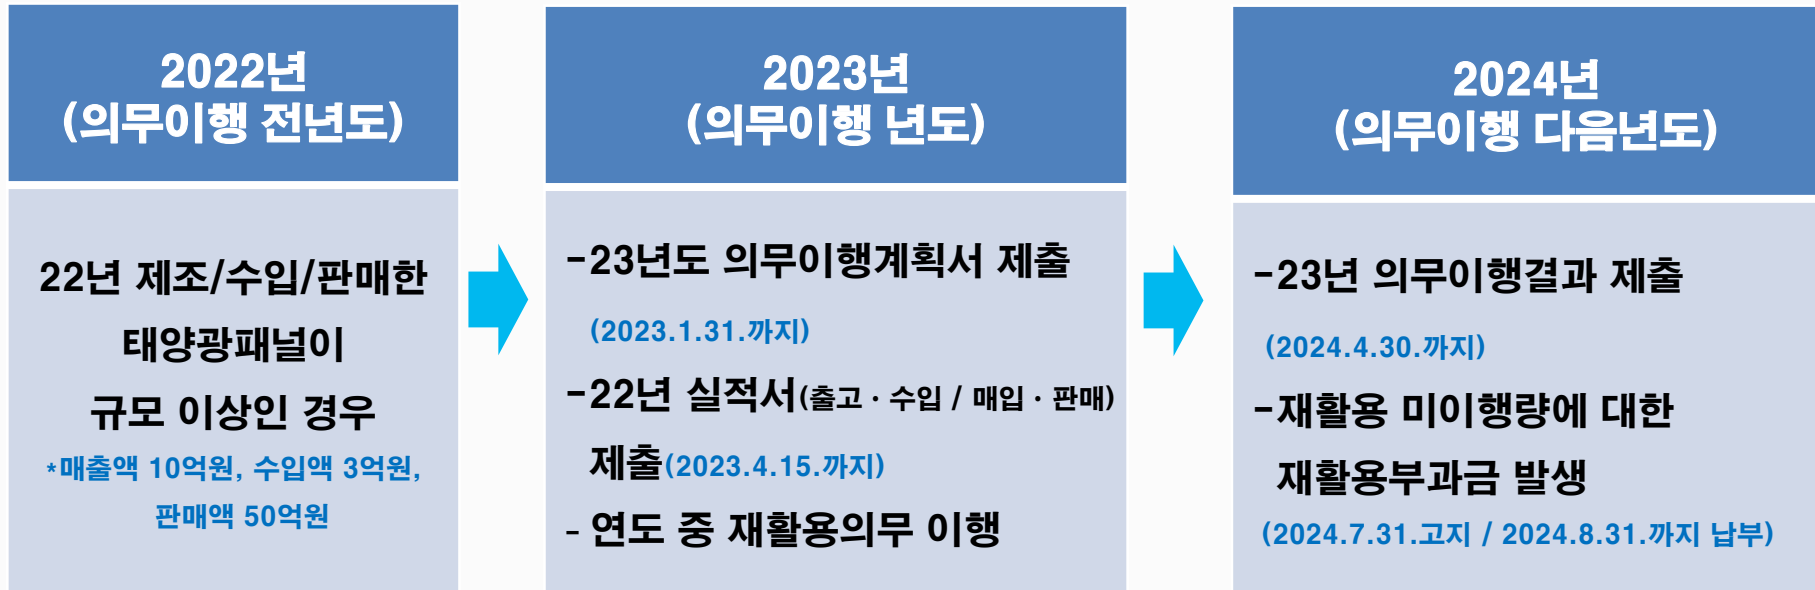 2022년
(의무이행 전년도)
22년 제조/수입/판매한
태양광패널이
규모 이상인 경우
*매출액 10억원, 수입액 3억원,
판매액 50억원
2023년
(의무이행 년도)
-23년도 의무이행계획서 제출
(2023.1.31.까지)
-22년 실적서(출고 · 수입 / 매입 · 판매)
제출(2023.4.15.까지)
- 연도 중 재활용의무 이행
2024년
(의무이행 다음년도)
-23년 의무이행결과 제출
(2024.4.30.까지)
-재활용 미이행량에 대한
재활용부과금 발생
(2024.7.31.고지 / 2024.8.31.까지 납부)